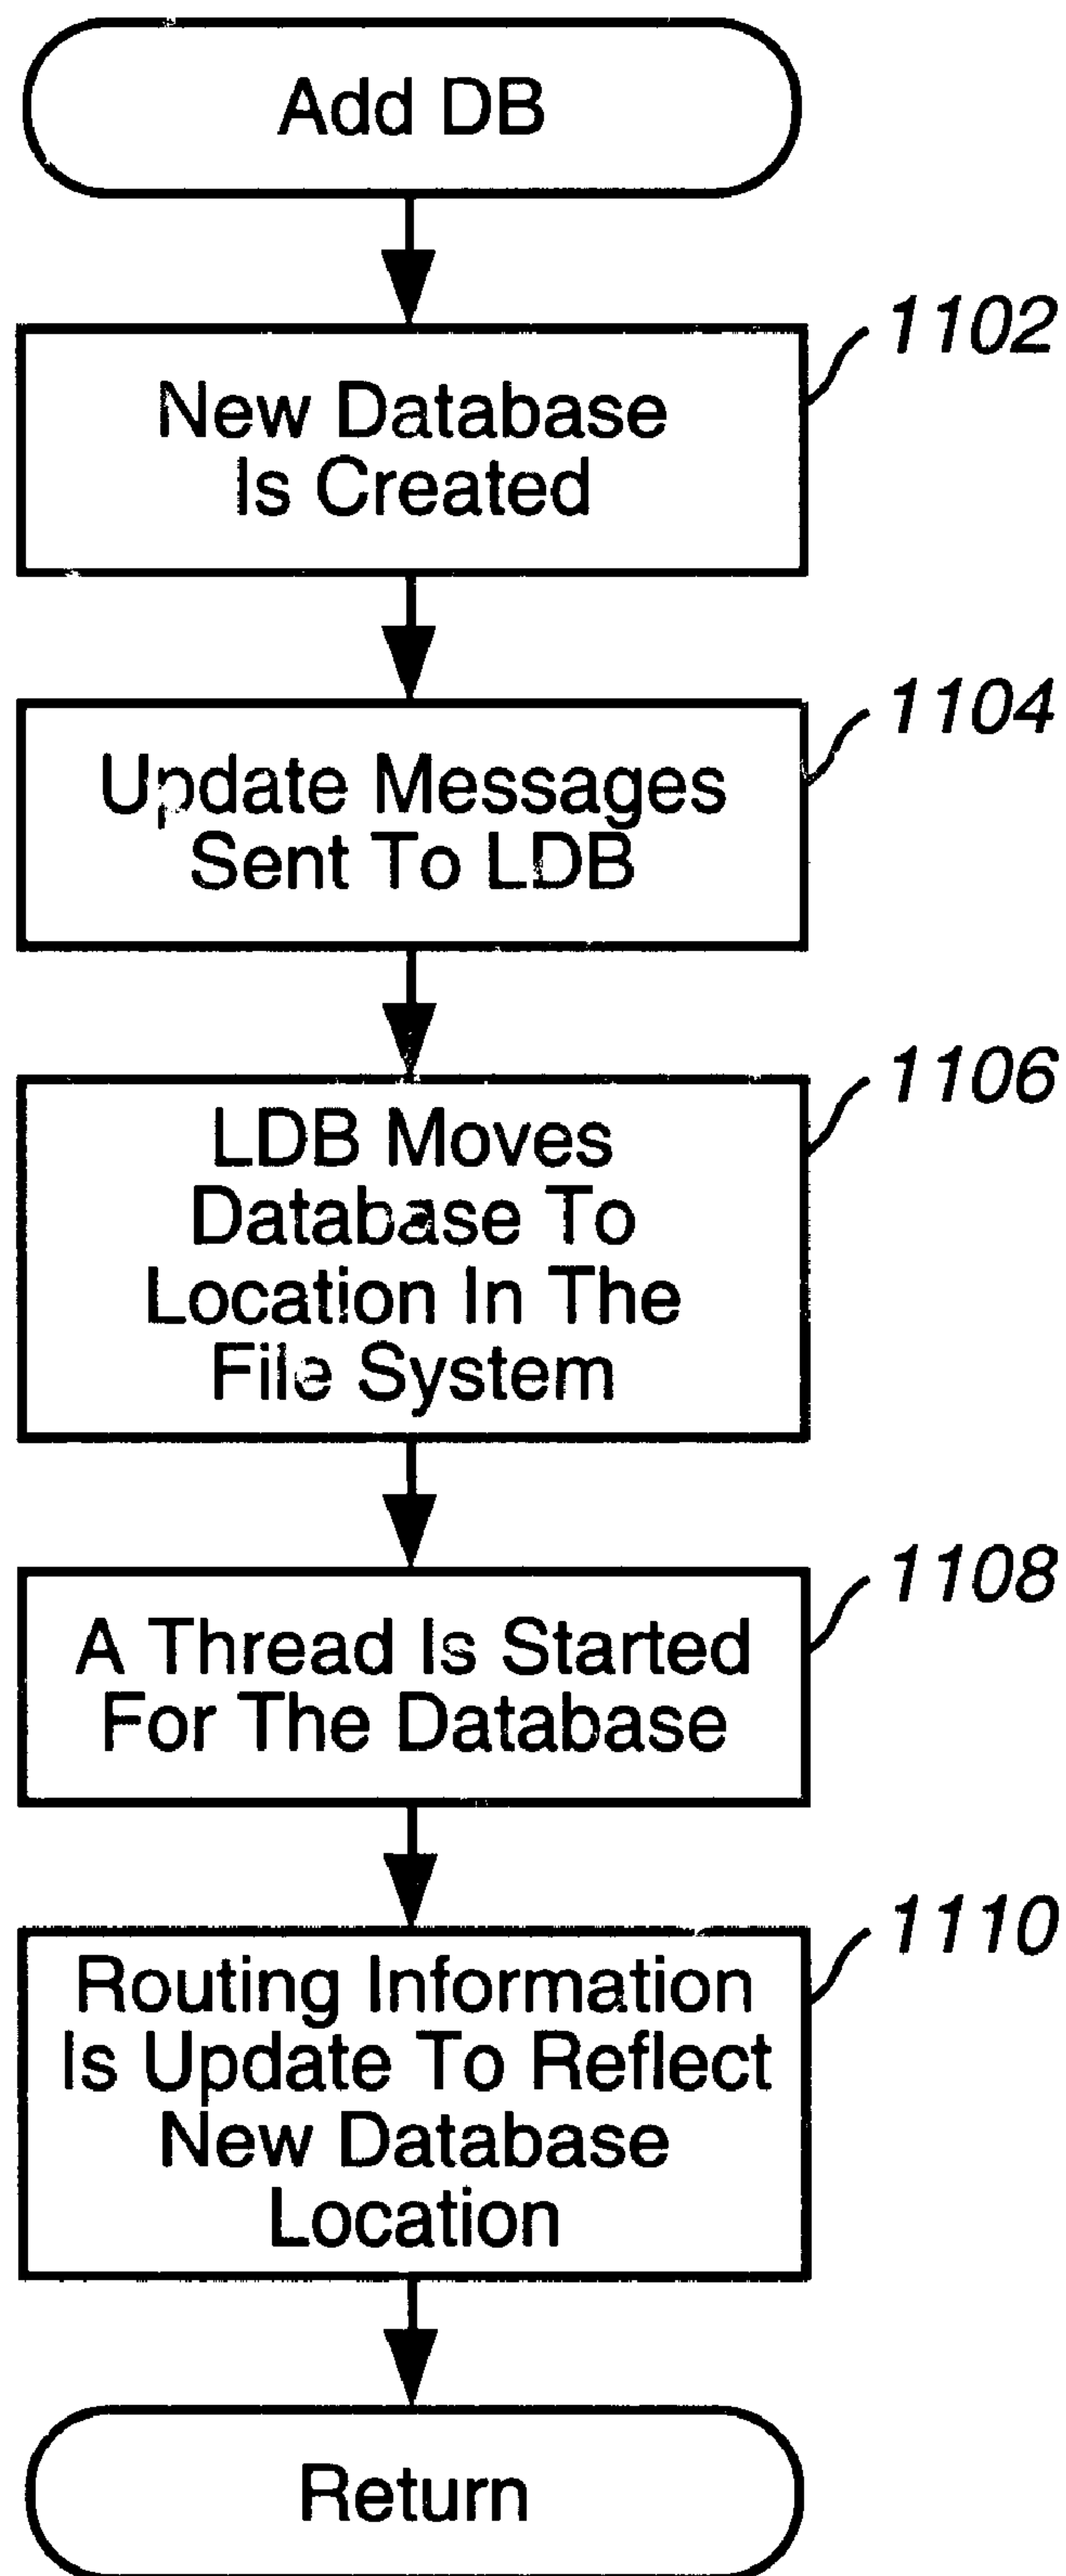 Add DB
1102
New Database
Is Created
1104
Update Messages
Sent To LDB
1106
LDB Moves
Database To
Location In The
File System
1108
A Thread Is Started
For The Database
1110
Routing Information
Is Update To Reflect
New Database
Location
Return